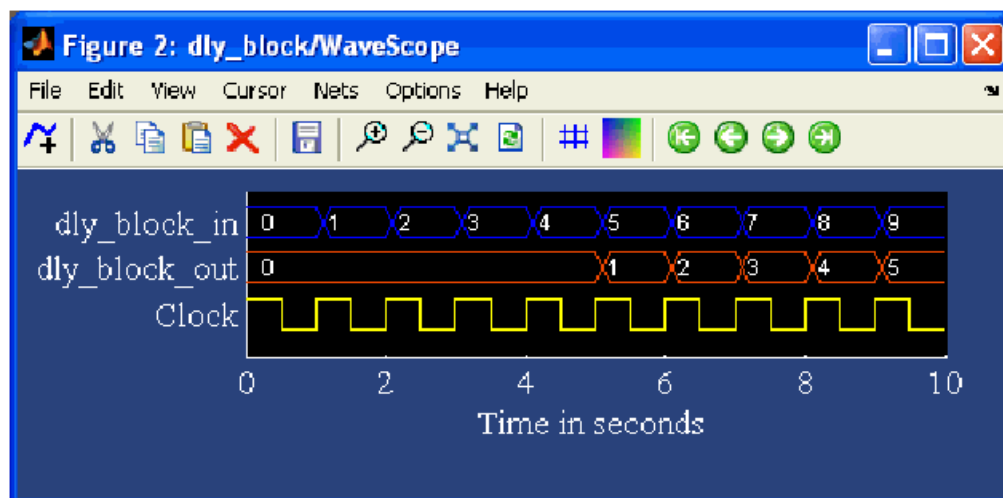 Figure 2: dly_block/WaveScope
File Edit View Cursor Nets Options Help
dly_block_in 0 1 2 3 4 5 6 7 8 9
dly_block_out 0 1 2 3 4 5
Clock
0 2 4 6 8 10
Time in seconds